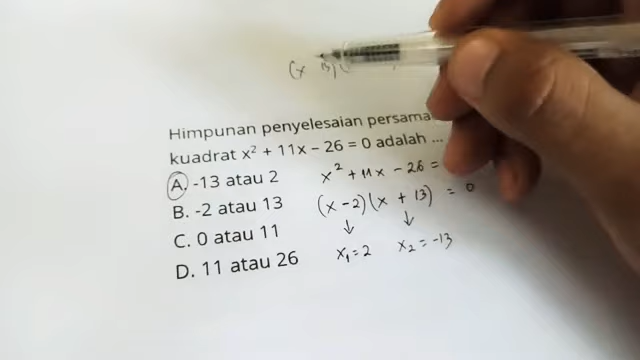 (x
Himpunan penyelesaian
kuadrat x² + 11x – 26 = 0 adalah ...
A. -13 atau 2
B. -2 atau 13
C. 0 atau 11
D. 11 atau 26
x² + 11x – 26 =
(x – 2)(x + 13) = 0
↓ ↓
x₁ = 2 x₂ = -13